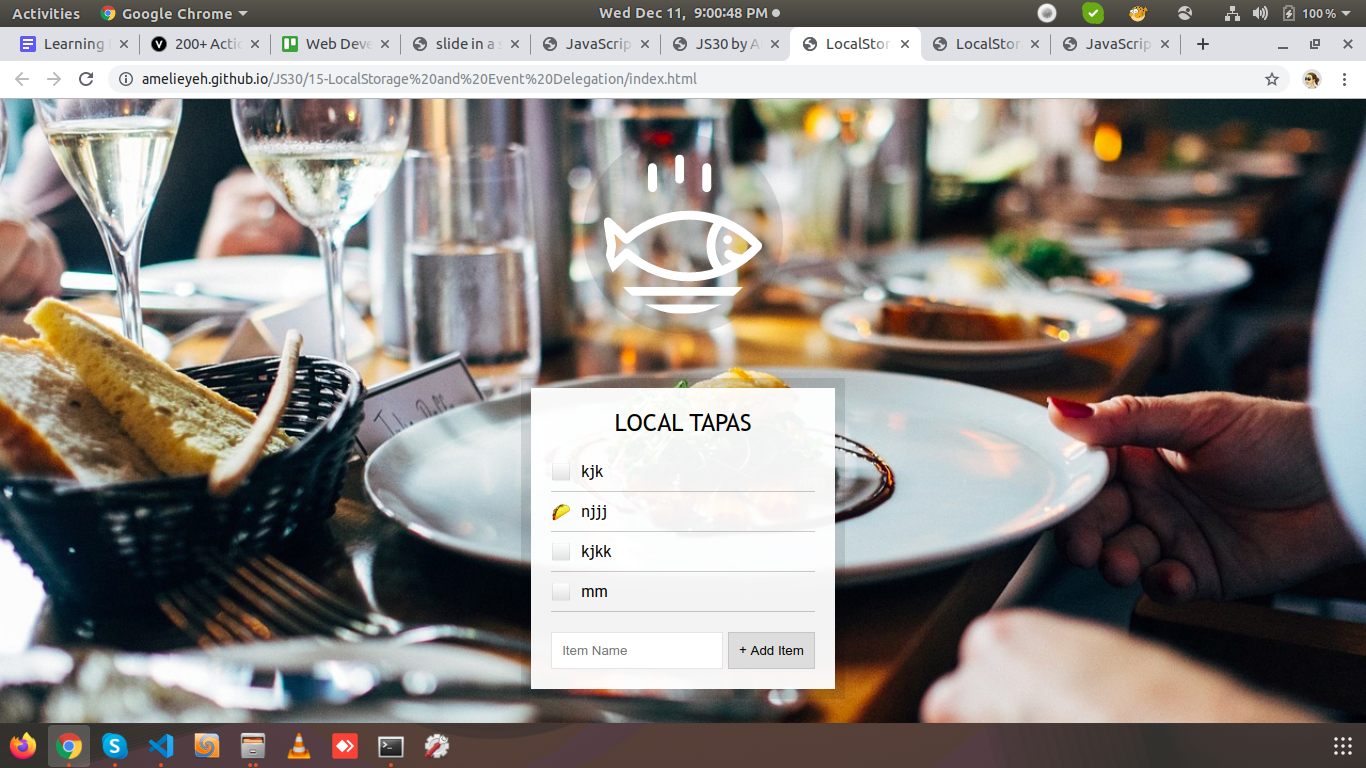 Activities Google Chrome Wed Dec 11, 9:00:48 PM 100 %
Learning 200+ Actio Web Deve slide in a s JavaScrip JS30 by A LocalStor LocalStor JavaScrip
amelieyeh.github.io/JS30/15-LocalStorage%20and%20Event%20Delegation/index.html
LOCAL TAPAS
kjk
njjj
kjkk
mm
Item Name + Add Item